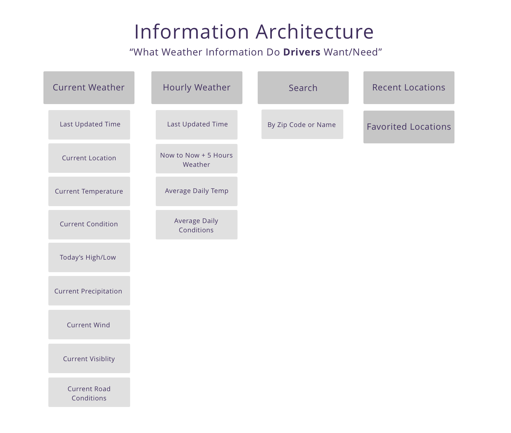 Information Architecture
“What Weather Information Do Drivers Want/Need”
Current Weather
Last Updated Time
Current Location
Current Temperature
Current Condition
Today's High/Low
Current Precipitation
Current Wind
Current Visiblity
Current Road
Conditions
Hourly Weather
Last Updated Time
Now to Now + 5 Hours
Weather
Average Daily Temp
Average Daily
Conditions
Search
By Zip Code or Name
Recent Locations
Favorited Locations